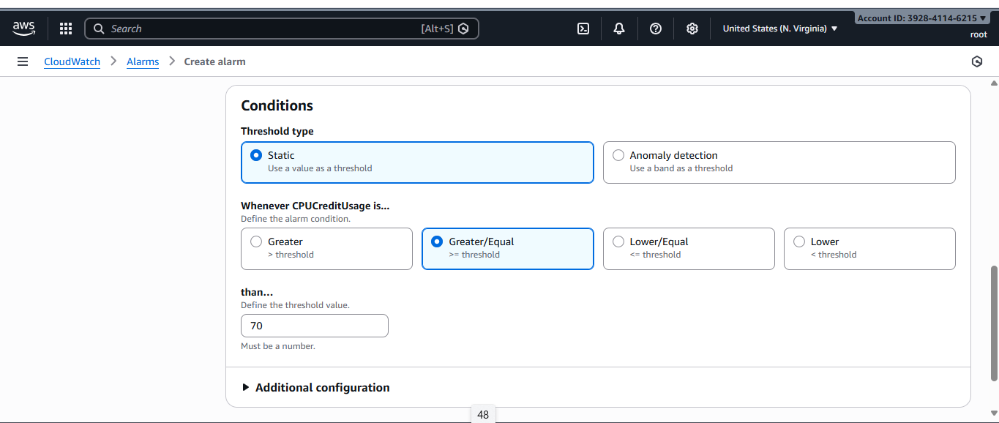 aws
Search [Alt+S]
United States (N. Virginia)
Account ID: 3928-4114-6215
root
CloudWatch
Alarms
Create alarm
Conditions
Threshold type
Static
Use a value as a threshold
Anomaly detection
Use a band as a threshold
Whenever CPUCreditUsage is...
Define the alarm condition.
Greater
> threshold
Greater/Equal
>= threshold
Lower/Equal
<= threshold
Lower
< threshold
than...
Define the threshold value.
70
Must be a number.
Additional configuration
48